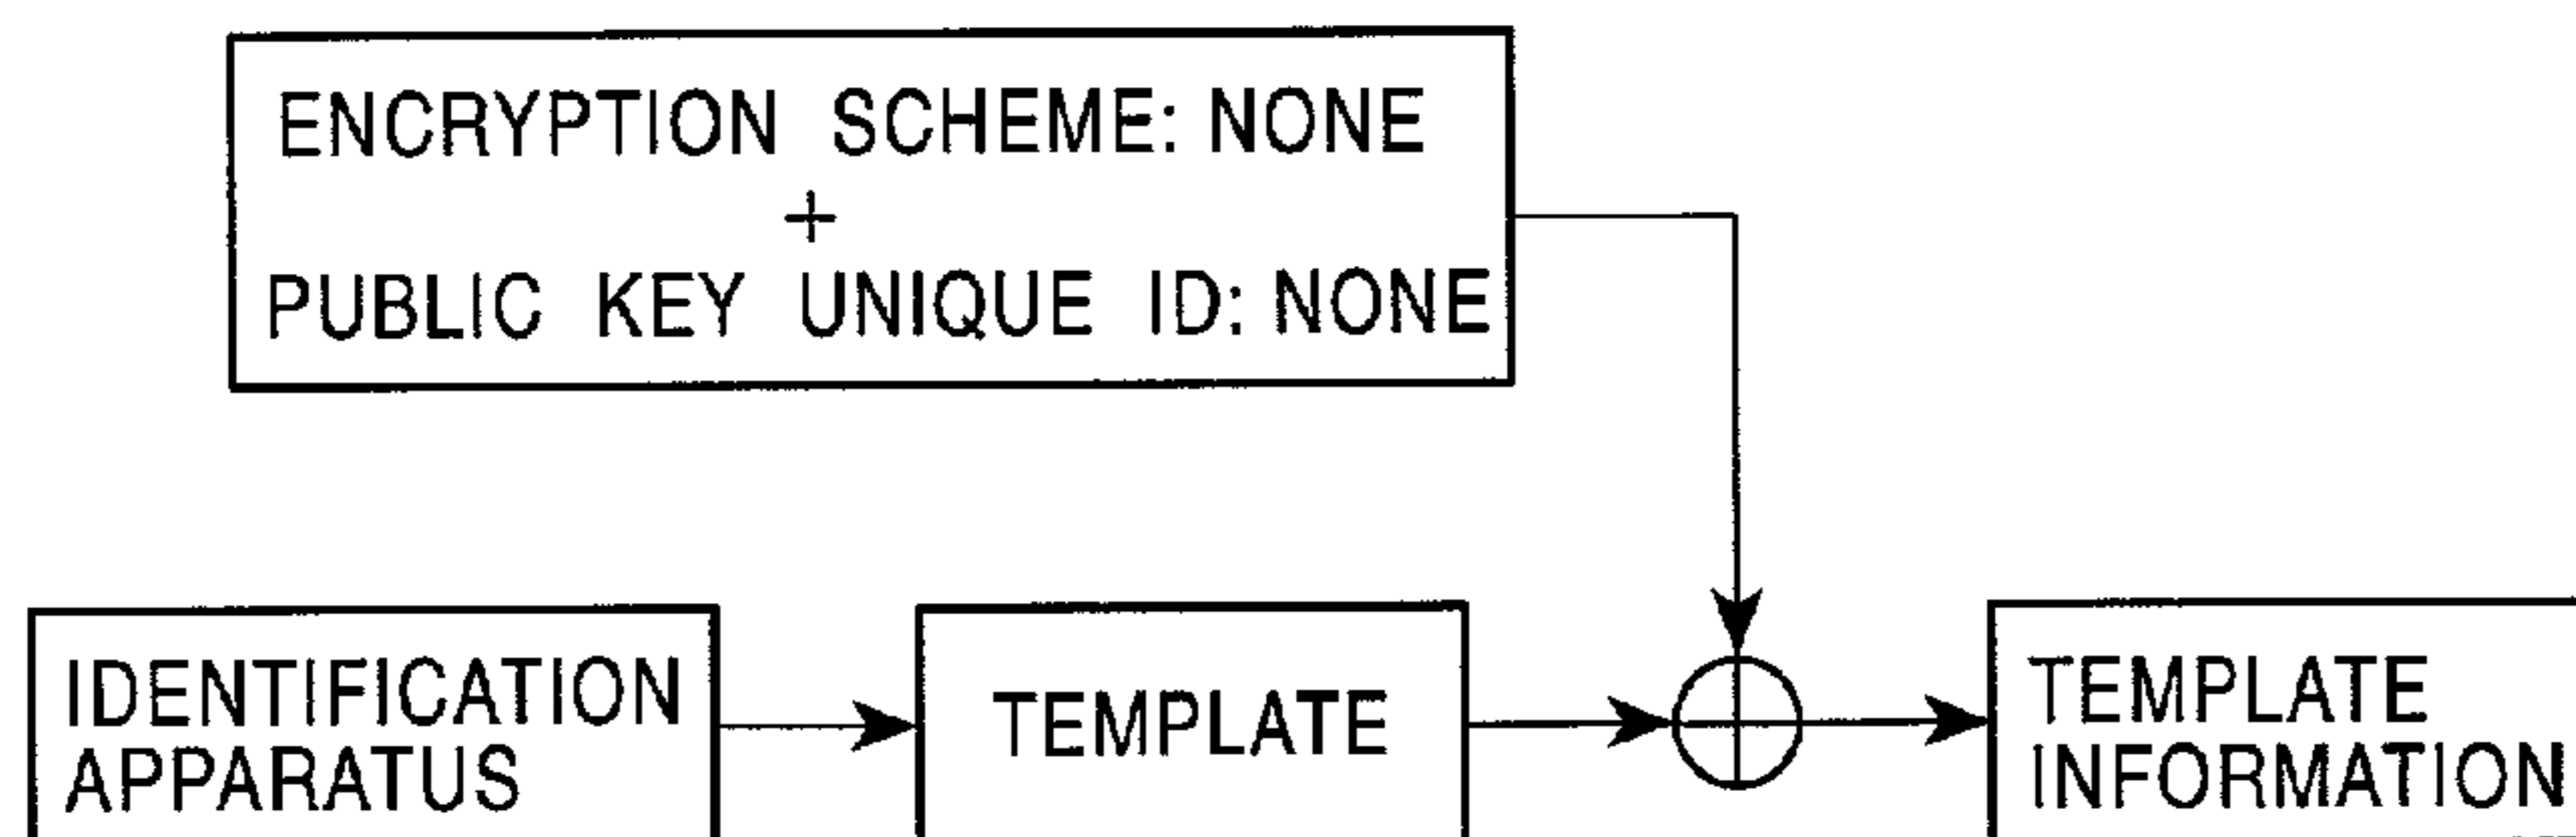 ENCRYPTION SCHEME: NONE
+
PUBLIC KEY UNIQUE ID: NONE
IDENTIFICATION
APPARATUS
TEMPLATE
TEMPLATE
INFORMATION